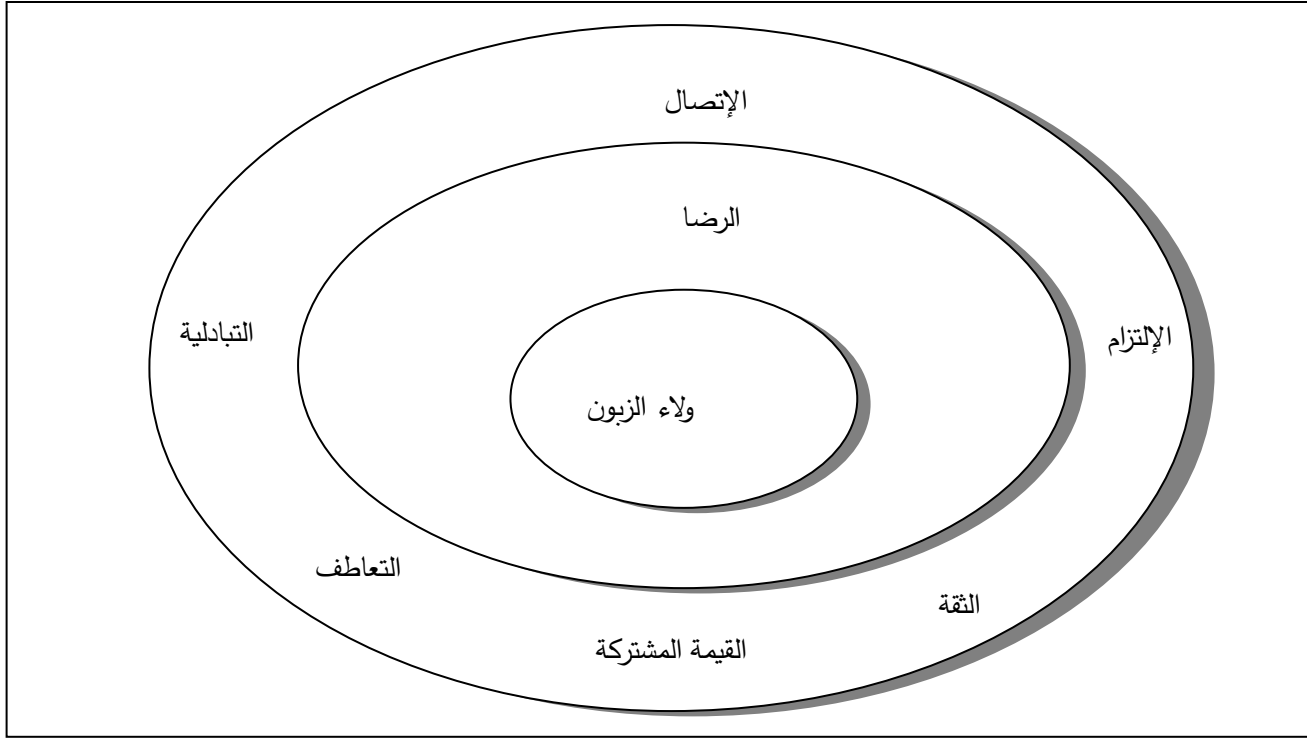 الإتصال
الرضا
الإلتزام
التبادلية
ولاء الزبون
التعاطف
الثقة
القيمة المشتركة